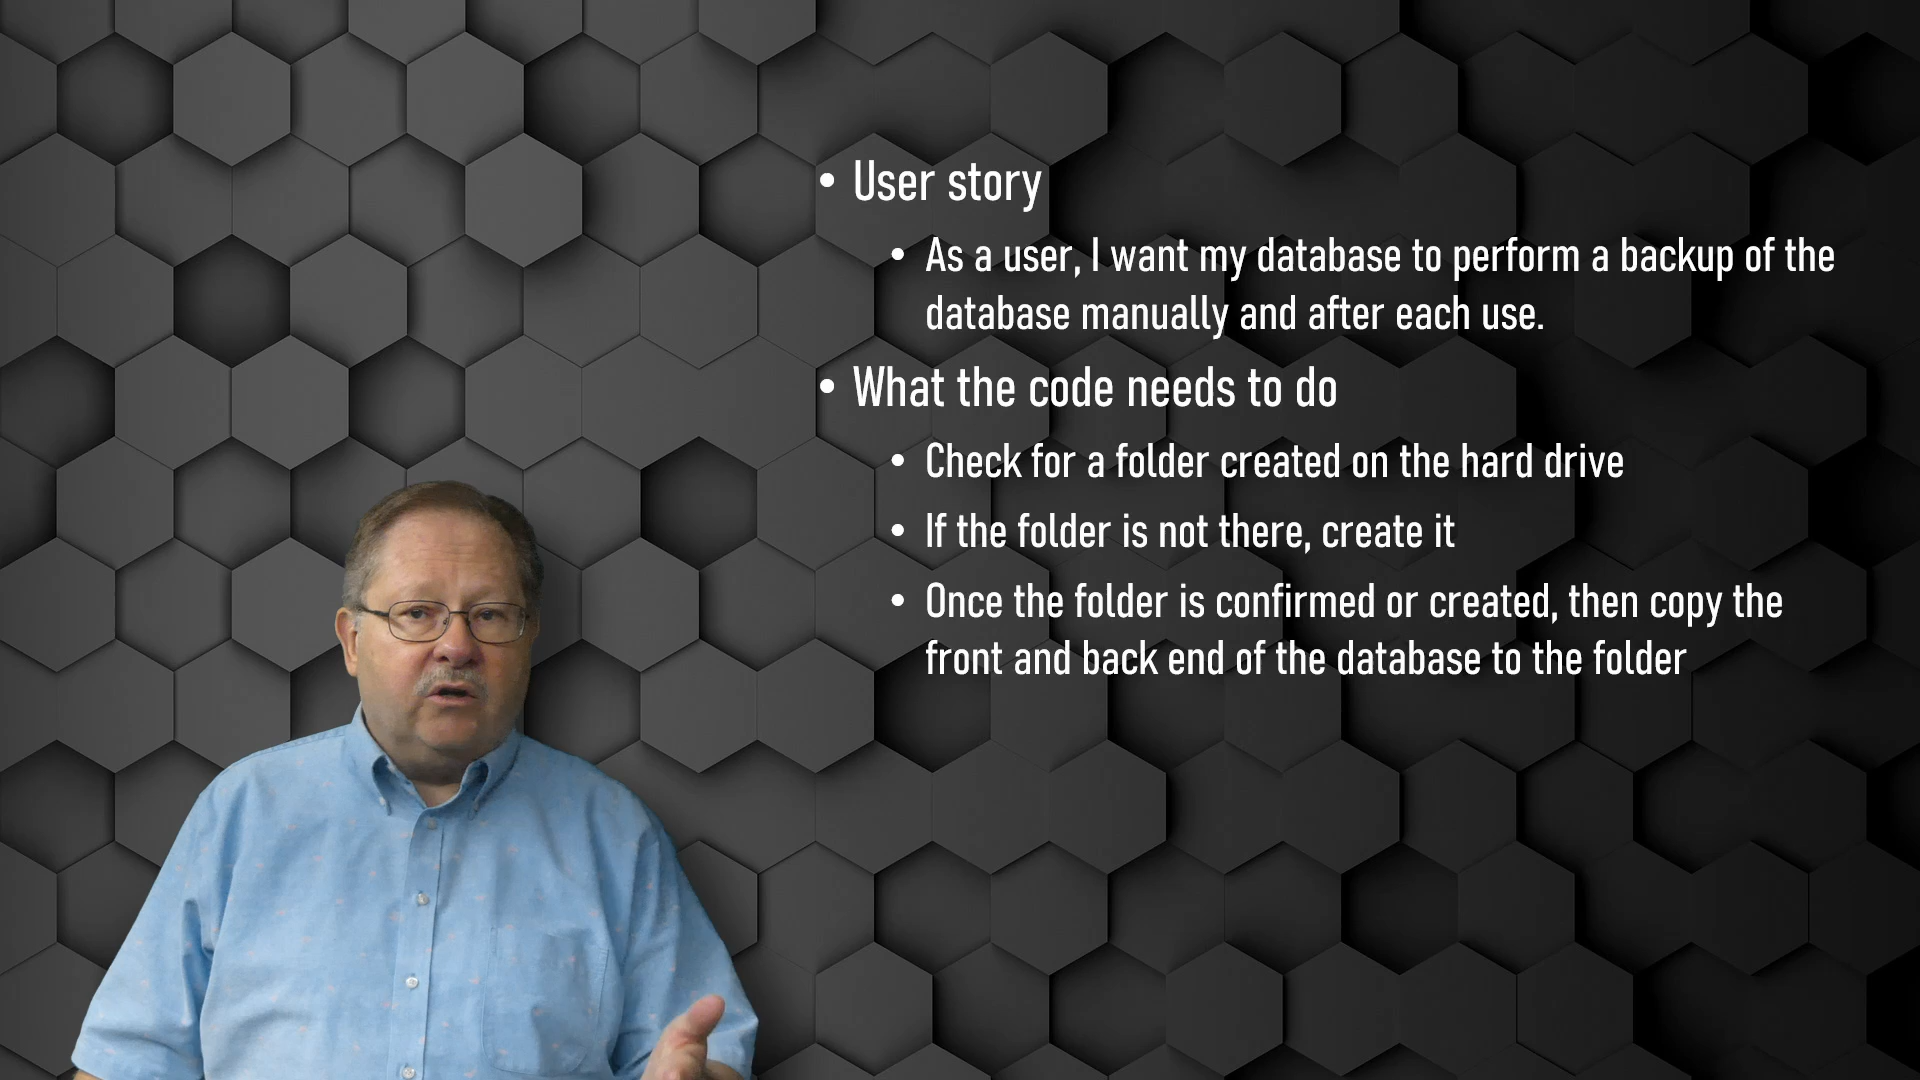 • User story
• As a user, I want my database to perform a backup of the
database manually and after each use.
• What the code needs to do
• Check for a folder created on the hard drive
• If the folder is not there, create it
• Once the folder is confirmed or created, then copy the
front and back end of the database to the folder